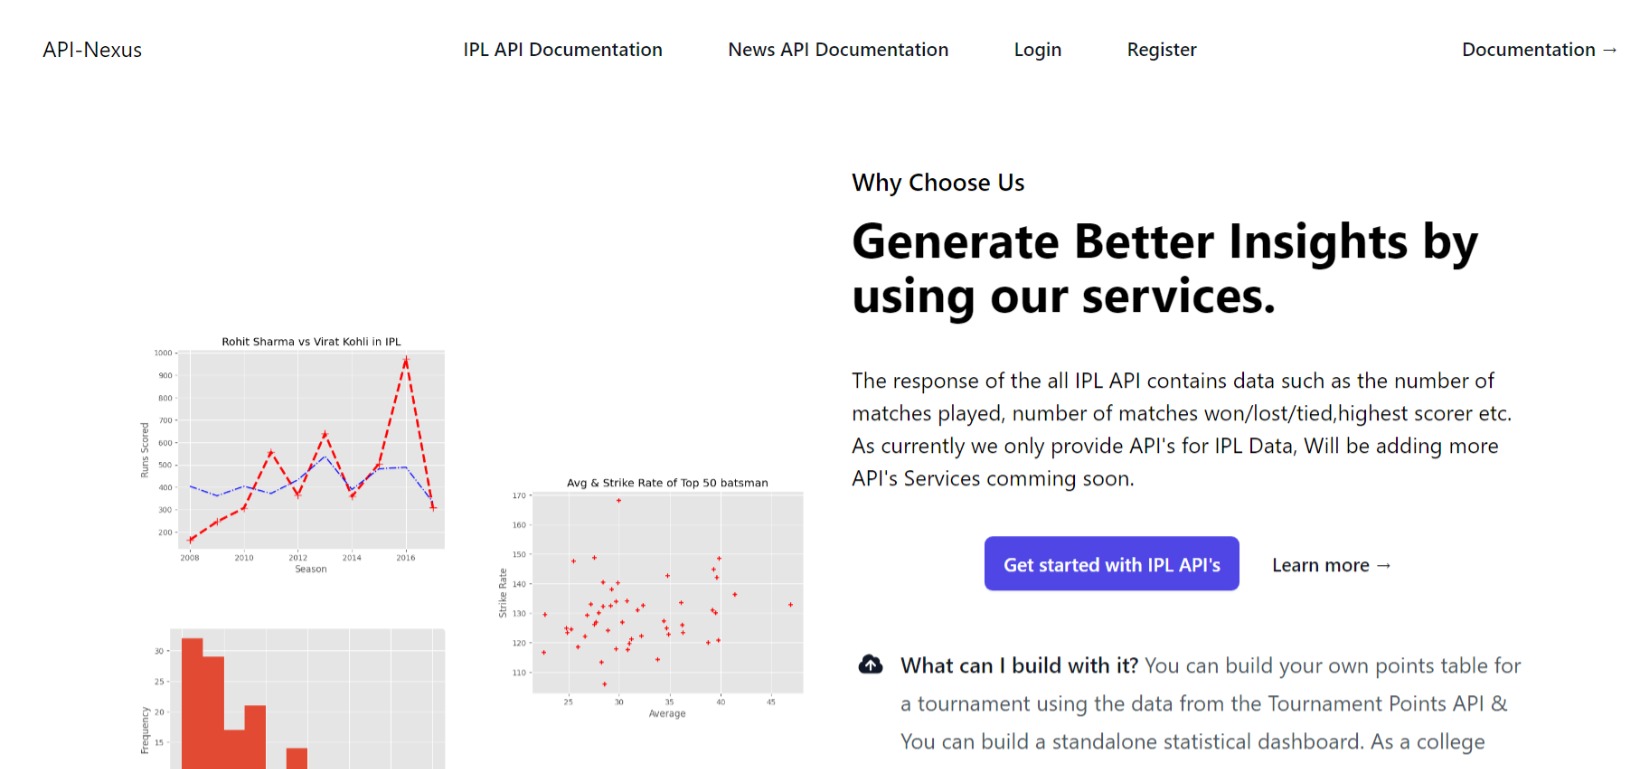 API-Nexus
IPL API Documentation
News API Documentation
Login
Register
Documentation →
Why Choose Us
Generate Better Insights by
using our services.
The response of the all IPL API contains data such as the number of
matches played, number of matches won/lost/tied,highest scorer etc.
As currently we only provide API's for IPL Data, Will be adding more
API's Services comming soon.
Get started with IPL API's
Learn more →
What can I build with it? You can build your own points table for
a tournament using the data from the Tournament Points API &
You can build a standalone statistical dashboard. As a college
Rohit Sharma vs Virat Kohli in IPL
Runs Scored
1000
900
800
700
600
500
400
300
200
2008
2010
2012
2014
2016
Season
Avg & Strike Rate of Top 50 batsman
Strike Rate
170
160
150
140
130
120
110
25
30
35
40
45
Average
Frequency
30
25
20
15